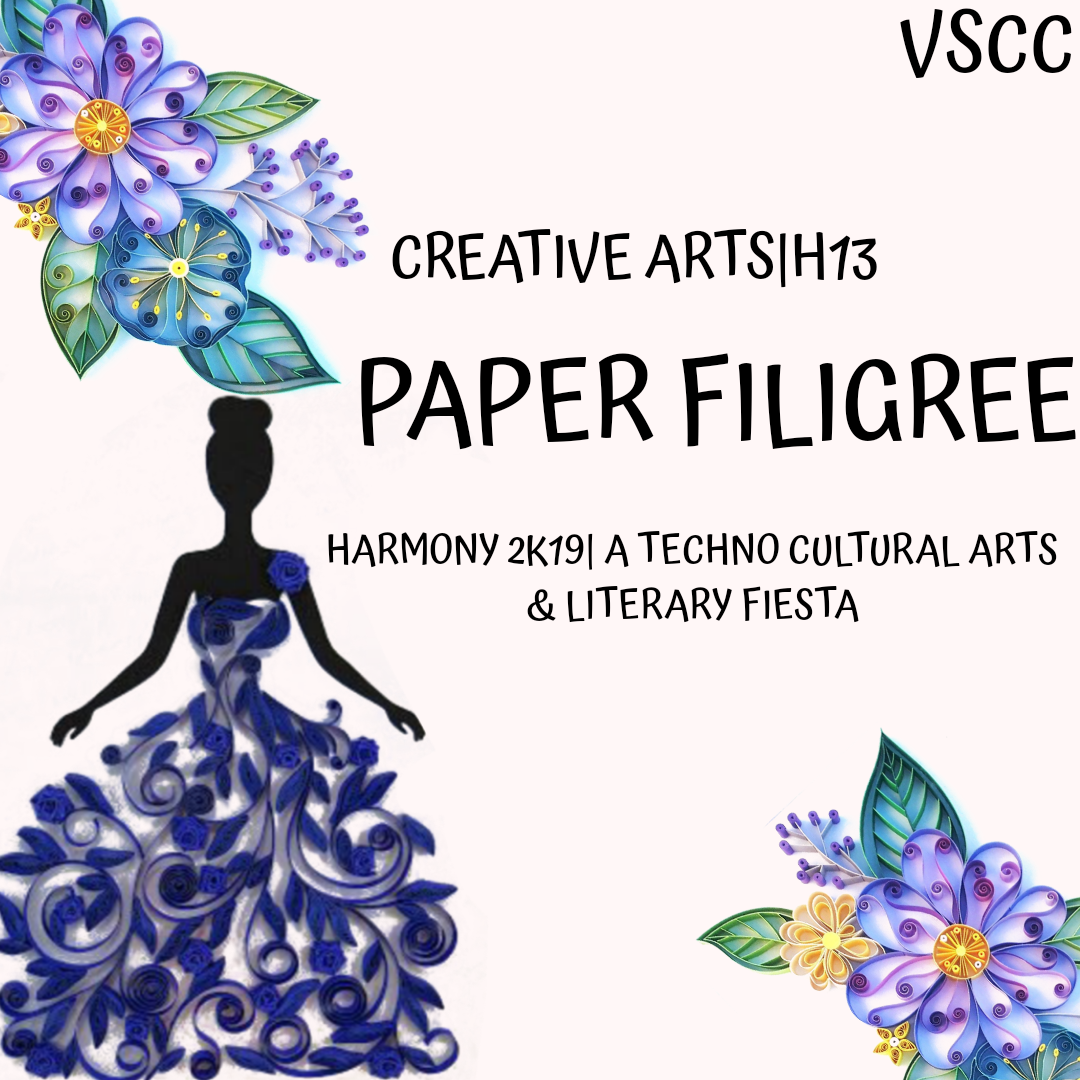 VSCC
CREATIVE ARTS|H13
PAPER FILIGREE
HARMONY 2K19| A TECHNO CULTURAL ARTS
& LITERARY FIESTA